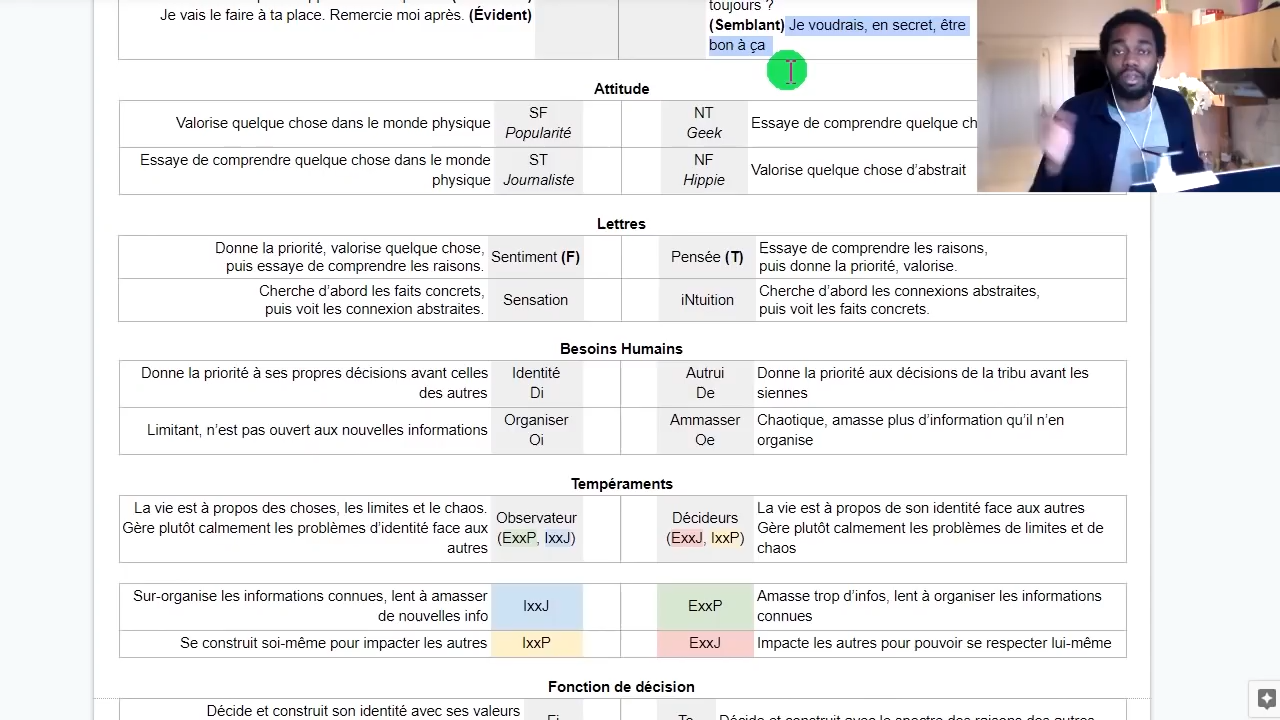 Je vais le faire à ta place. Remercie moi après. (Évident)
toujours ?
(Semblant) Je voudrais, en secret, être
bon à ça
Attitude
Valorise quelque chose dans le monde physique
SF
Popularité
NT
Geek
Essaye de comprendre quelque ch
Essaye de comprendre quelque chose dans le monde
physique
ST
Journaliste
NF
Hippie
Valorise quelque chose d’abstrait
Lettres
Donne la priorité, valorise quelque chose,
puis essaye de comprendre les raisons.
Sentiment (F)
Pensée (T)
Essaye de comprendre les raisons,
puis donne la priorité, valorise.
Cherche d’abord les faits concrets,
puis voit les connexion abstraites.
Sensation
iNtuition
Cherche d’abord les connexions abstraites,
puis voit les faits concrets.
Besoins Humains
Donne la priorité à ses propres décisions avant celles
des autres
Identité
Di
Autrui
De
Donne la priorité aux décisions de la tribu avant les
siennes
Limitant, n’est pas ouvert aux nouvelles informations
Organiser
Oi
Ammasser
Oe
Chaotique, amasse plus d’information qu’il n’en
organise
Tempéraments
La vie est à propos des choses, les limites et le chaos.
Gère plutôt calmement les problèmes d’identité face aux
autres
Observateur
(ExxP, IxxJ)
Décideurs
(ExxJ, IxxP)
La vie est à propos de son identité face aux autres
Gère plutôt calmement les problèmes de limites et de
chaos
Sur-organise les informations connues, lent à amasser
de nouvelles info
IxxJ
ExxP
Amasse trop d’infos, lent à organiser les informations
connues
Se construit soi-même pour impacter les autres
IxxP
ExxJ
Impacte les autres pour pouvoir se respecter lui-même
Fonction de décision
Décide et construit son identité avec ses valeurs